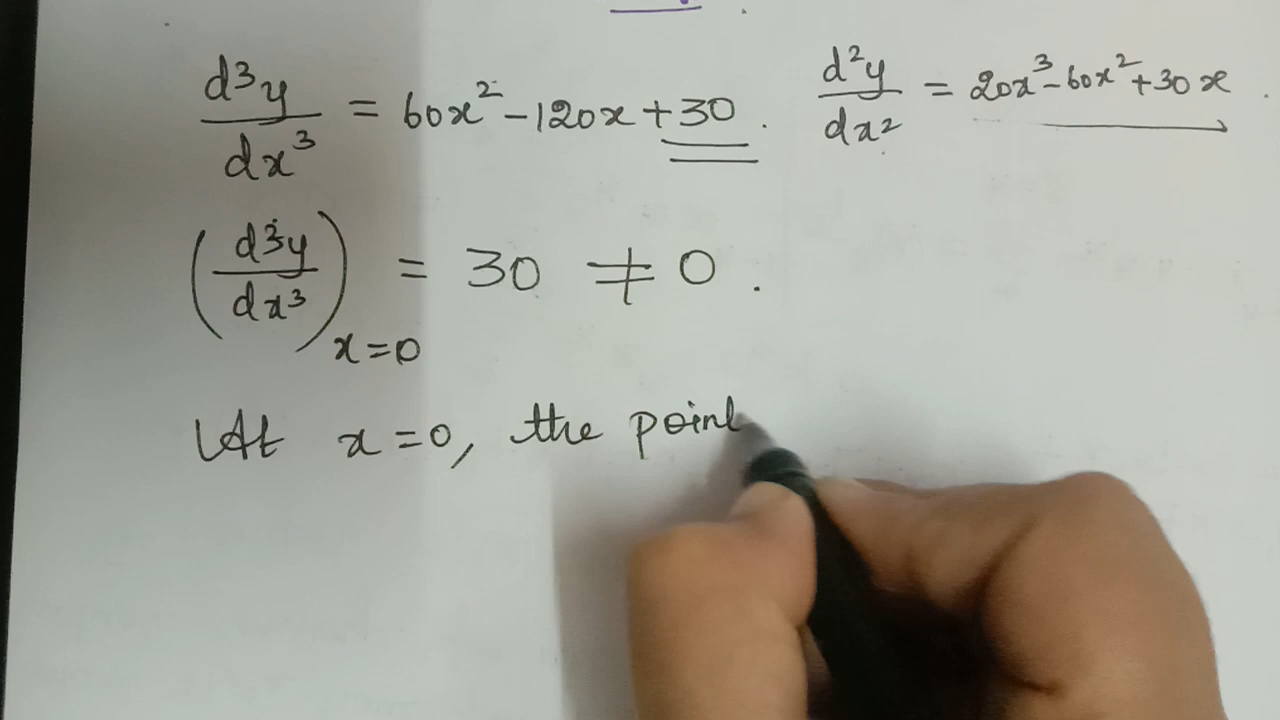 d³y/dx³ = 60x² - 120x + 30.
d²y/dx² = 20x³ - 60x² + 30x.
(d³y/dx³)x=0 = 30 ≠ 0.
At x=0, the point